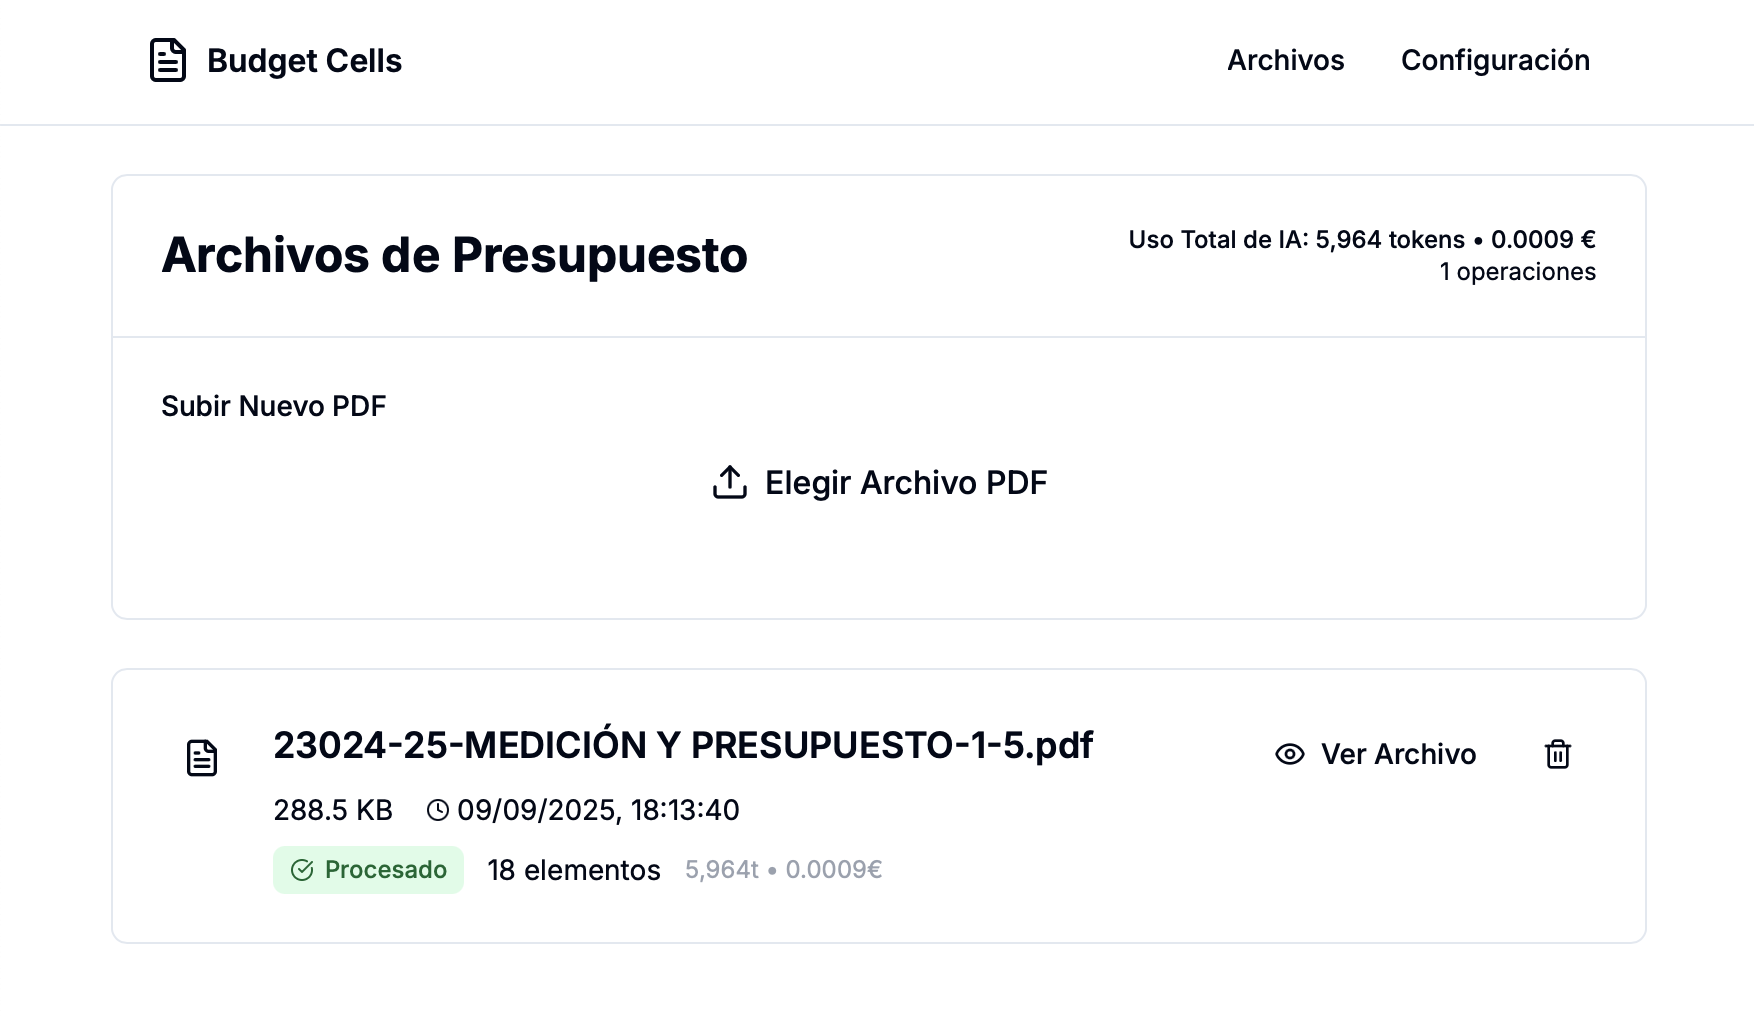 Budget Cells
Archivos
Configuración
Archivos de Presupuesto
Uso Total de IA: 5,964 tokens • 0.0009 €
1 operaciones
Subir Nuevo PDF
Elegir Archivo PDF
23024-25-MEDICIÓN Y PRESUPUESTO-1-5.pdf
Ver Archivo
288.5 KB 09/09/2025, 18:13:40
Procesado 18 elementos 5,964t • 0.0009€